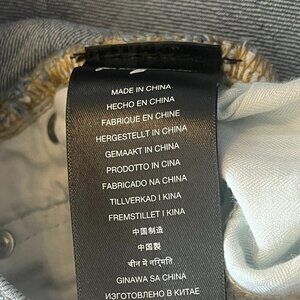 MADE IN CHINA
HECHO EN CHINA
FABRIQUÉ EN CHINE
HERGESTELLT IN CHINA
GEMAAKT IN CHINA
PRODOTTO IN CINA
FABRICADO NA CHINA
TILLVERKAD I KINA
FREMSTILLET I KINA
中国制造
中国製
चीन में निर्मित
GINAWA SA CHINA
ИЗГОТОВЛЕНО В КИТАЕ